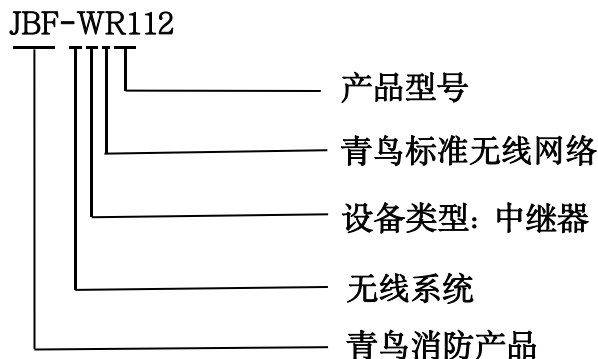 JBF-WR112
产品型号
青鸟标准无线网络
设备类型：中继器
无线系统
青鸟消防产品